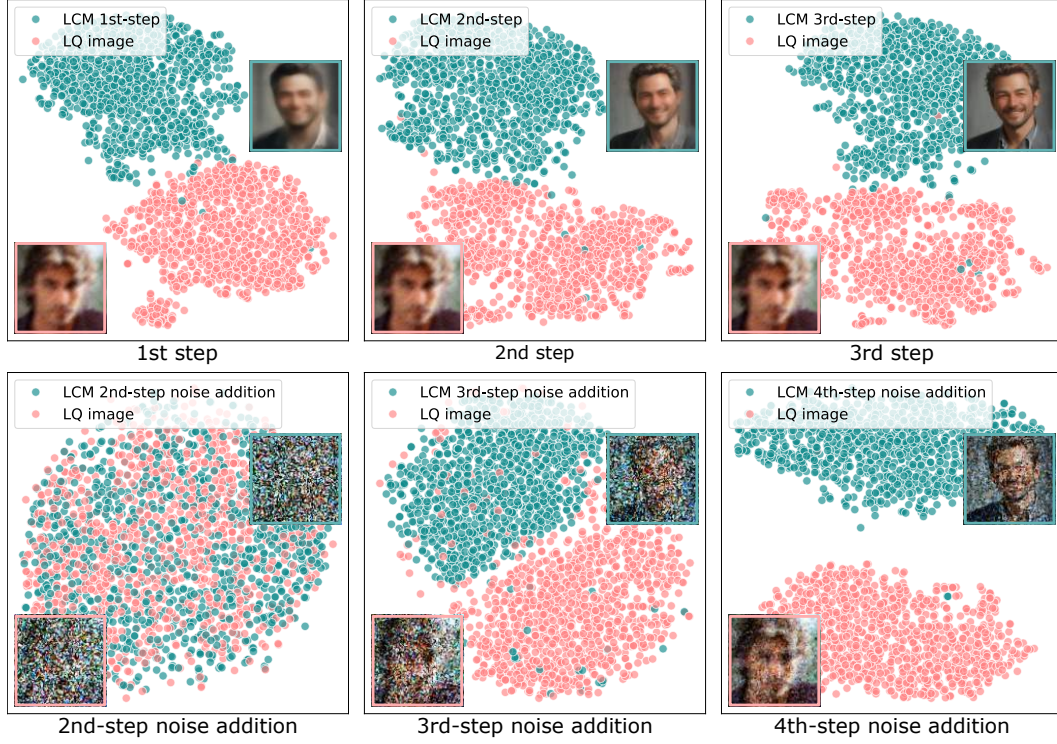 LCM 1st-step
LQ image
1st step
LCM 2nd-step
LQ image
2nd step
LCM 3rd-step
LQ image
3rd step
LCM 2nd-step noise addition
LQ image
2nd-step noise addition
LCM 3rd-step noise addition
LQ image
3rd-step noise addition
LCM 4th-step noise addition
LQ image
4th-step noise addition